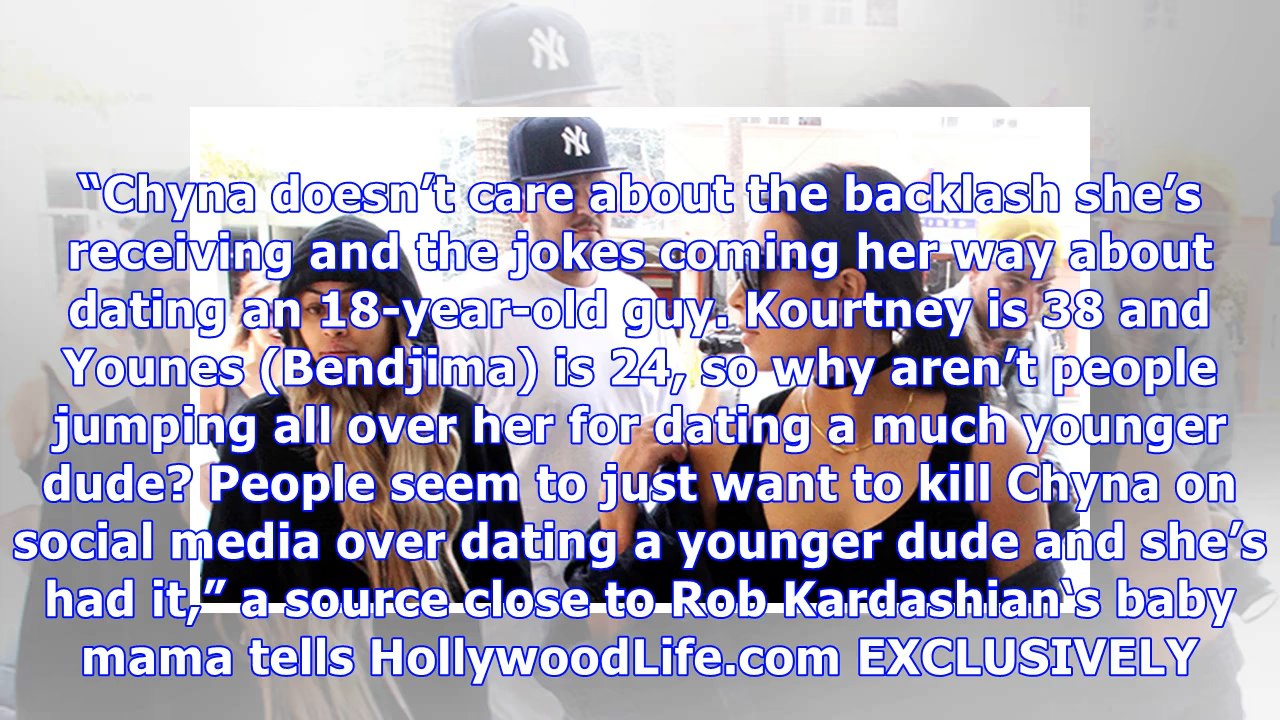 “Chyna doesn’t care about the backlash she’s
receiving and the jokes coming her way about
dating an 18-year-old guy. Kourtney is 38 and
Younes (Bendjima) is 24, so why aren’t people
jumping all over her for dating a much younger
dude? People seem to just want to kill Chyna on
social media over dating a younger dude and she’s
had it,” a source close to Rob Kardashian‘s baby
mama tells HollywoodLife.com EXCLUSIVELY